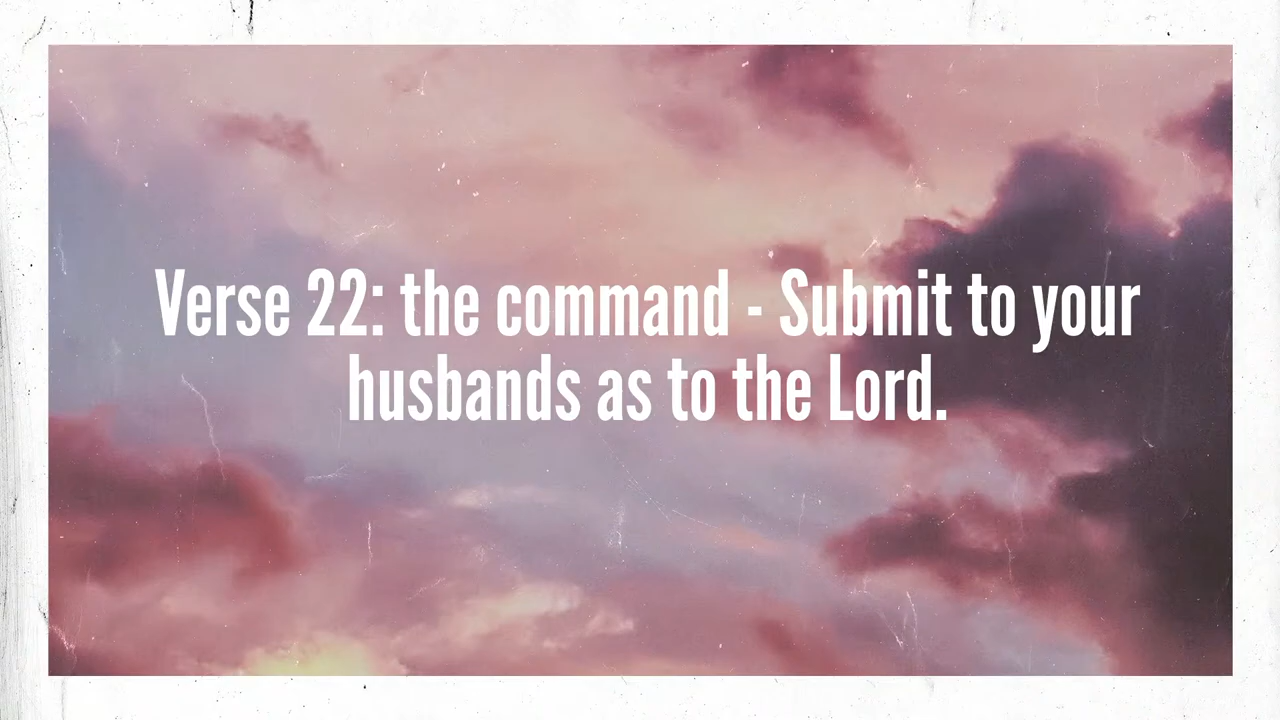 Verse 22: the command - Submit to your
husbands as to the Lord.